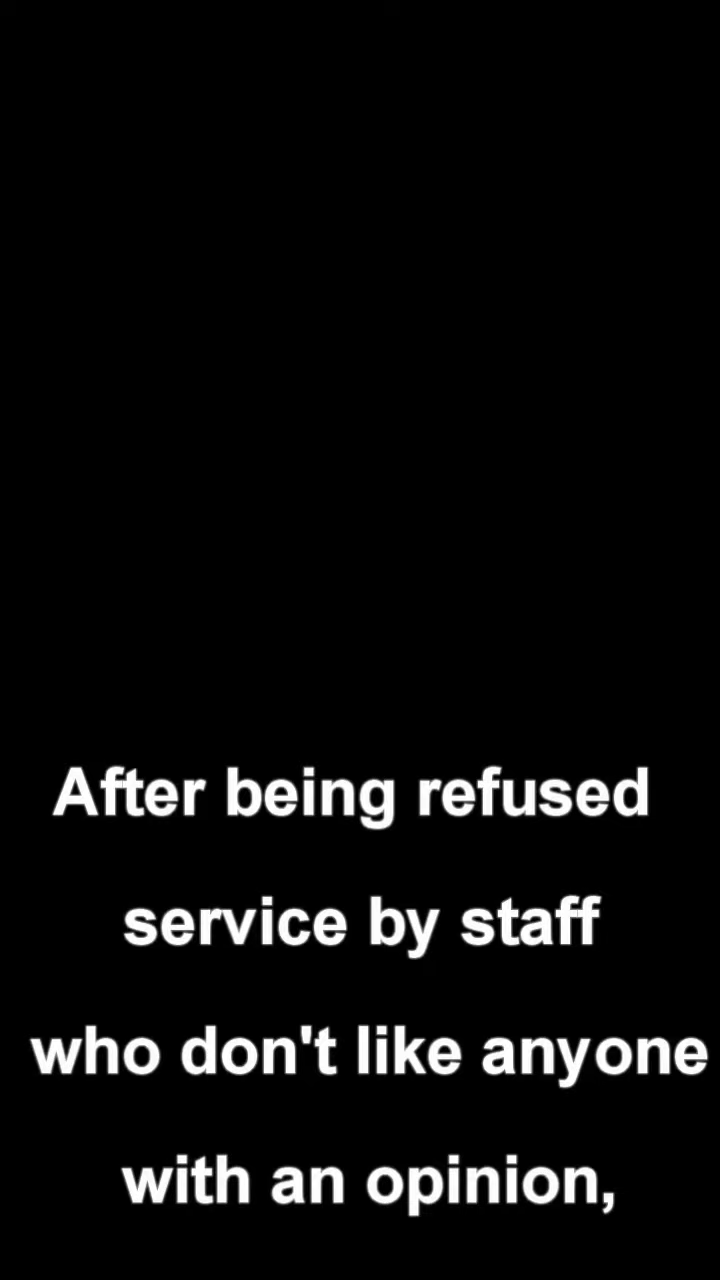 After being refused
service by staff
who don't like anyone
with an opinion,